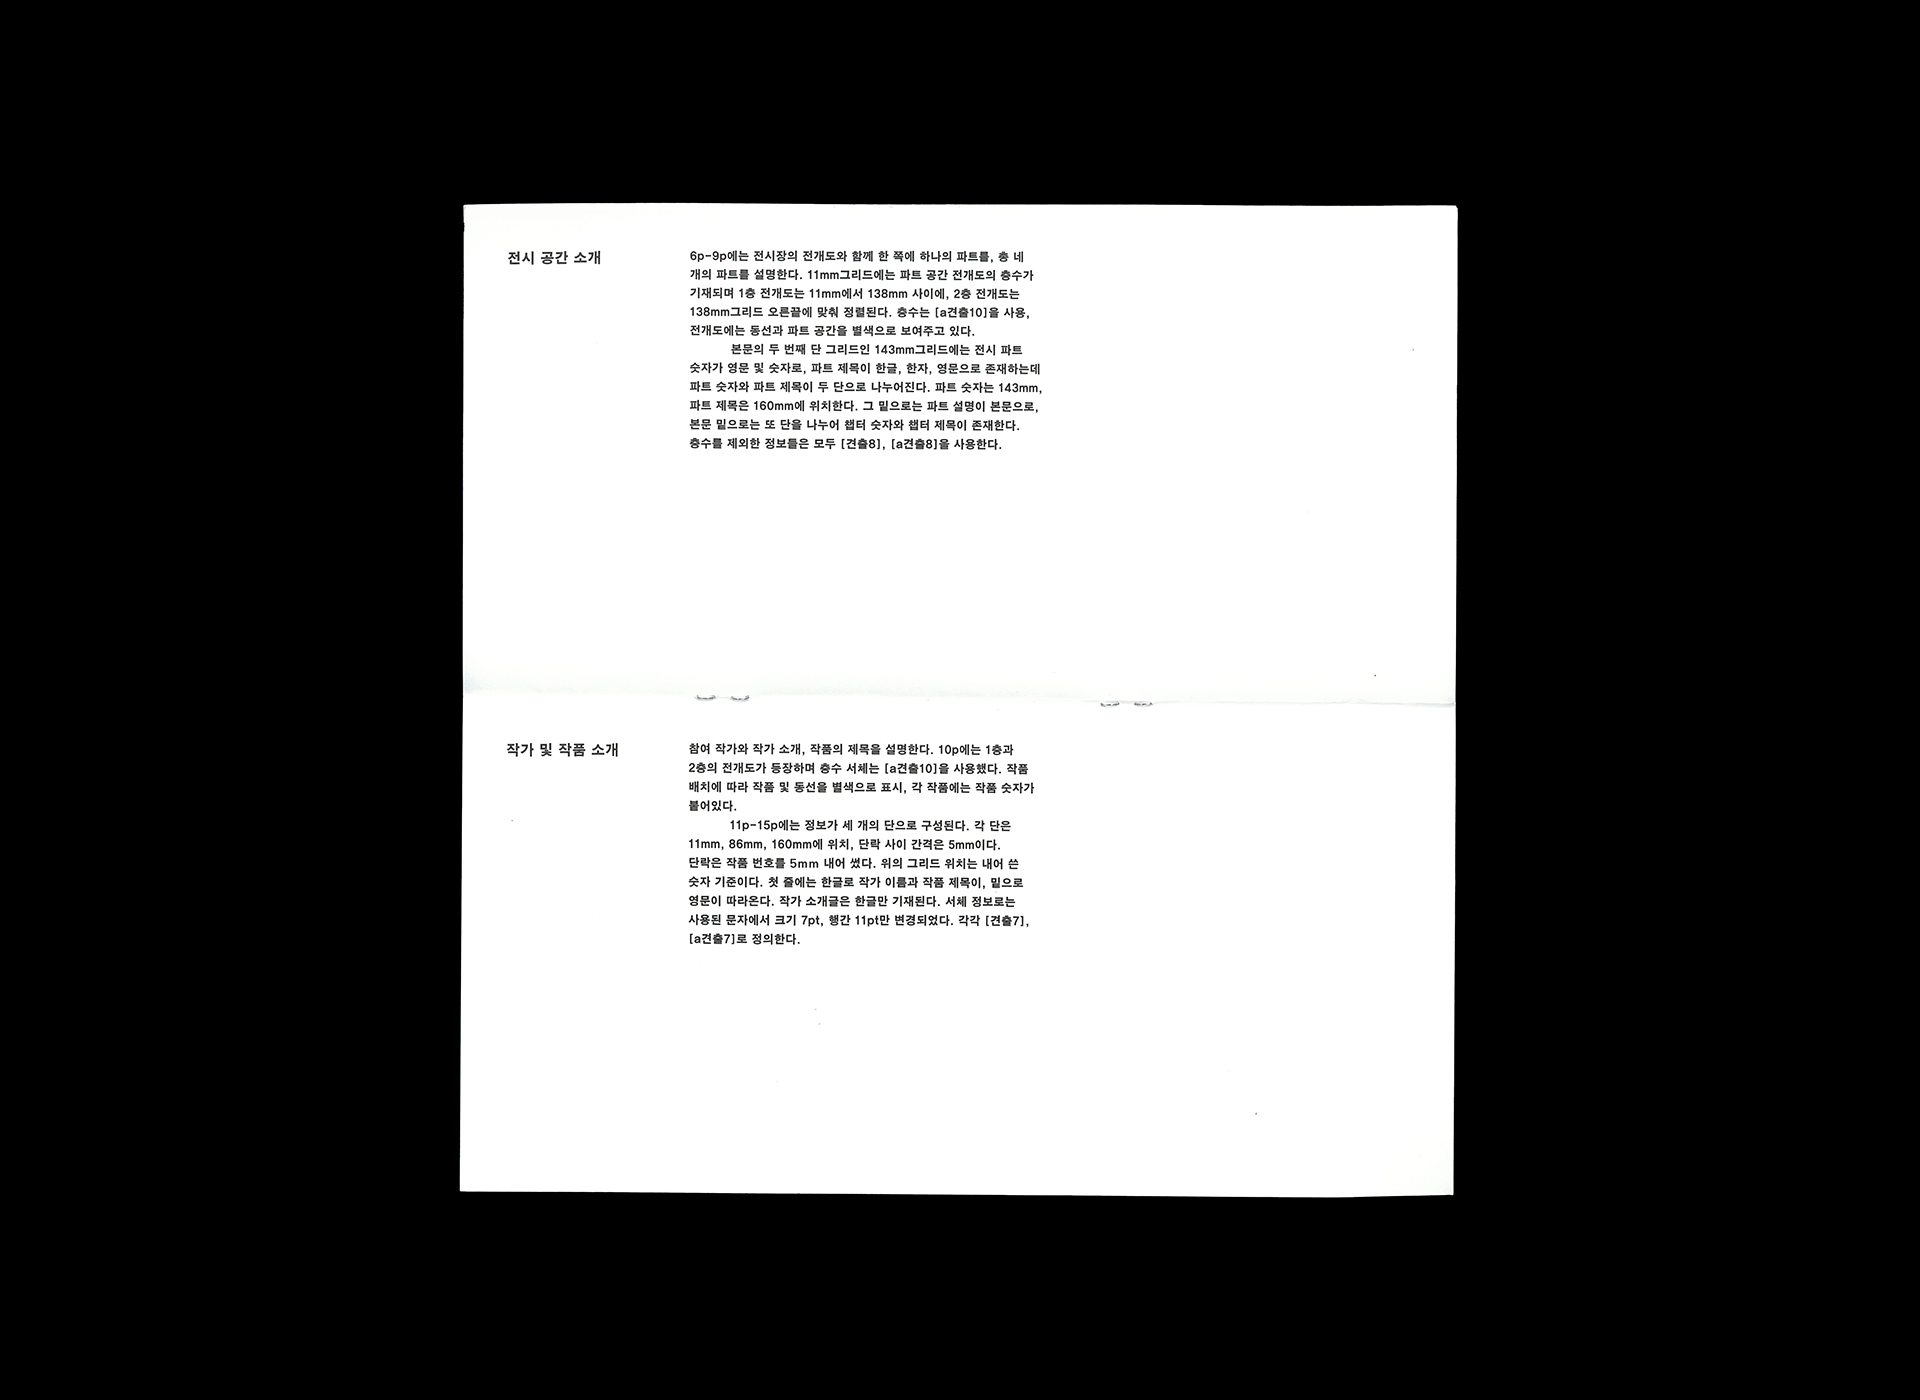 전시 공간 소개
6p-9p에는 전시장의 전개도와 함께 한 쪽에 하나의 파트를, 총 네
개의 파트를 설명한다. 11mm그리드에는 파트 공간 전개도의 층수가
기재되며 1층 전개도는 11mm에서 138mm 사이에, 2층 전개도는
138mm그리드 오른끝에 맞춰 정렬된다. 층수는 [a견출10]을 사용,
전개도에는 동선과 파트 공간을 별색으로 보여주고 있다.
본문의 두 번째 단 그리드인 143mm그리드에는 전시 파트
숫자가 영문 및 숫자로, 파트 제목이 한글, 한자, 영문으로 존재하는데
파트 숫자와 파트 제목이 두 단으로 나누어진다. 파트 숫자는 143mm,
파트 제목은 160mm에 위치한다. 그 밑으로는 파트 설명이 본문으로,
본문 밑으로는 또 단을 나누어 챕터 숫자와 챕터 제목이 존재한다.
층수를 제외한 정보들은 모두 [견출8], [a견출8]을 사용한다.
작가 및 작품 소개
참여 작가와 작가 소개, 작품의 제목을 설명한다. 10p에는 1층과
2층의 전개도가 등장하며 층수 서체는 [a견출10]을 사용했다. 작품
배치에 따라 작품 및 동선을 별색으로 표시, 각 작품에는 작품 숫자가
붙어있다.
11p-15p에는 정보가 세 개의 단으로 구성된다. 각 단은
11mm, 86mm, 160mm에 위치, 단락 사이 간격은 5mm이다.
단락은 작품 번호를 5mm 내어 썼다. 위의 그리드 위치는 내어 쓴
숫자 기준이다. 첫 줄에는 한글로 작가 이름과 작품 제목이, 밑으로
영문이 따라온다. 작가 소개글은 한글만 기재된다. 서체 정보로는
사용된 문자에서 크기 7pt, 행간 11pt만 변경되었다. 각각 [견출7],
[a견출7]로 정의한다.